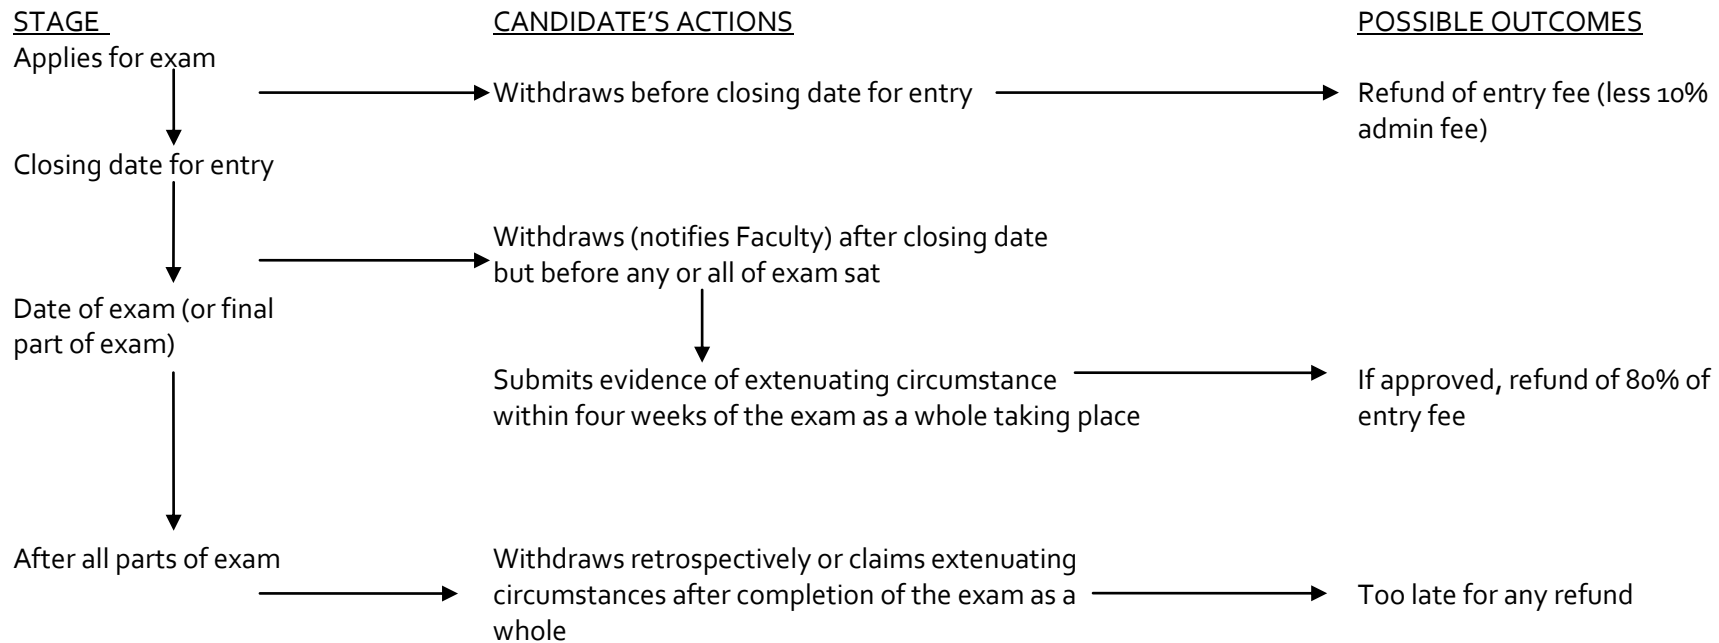 STAGE
CANDIDATE’S ACTIONS
POSSIBLE OUTCOMES
Applies for exam
Withdraws before closing date for entry
Refund of entry fee (less 10%
admin fee)
Closing date for entry
Withdraws (notifies Faculty) after closing date
but before any or all of exam sat
Date of exam (or final
part of exam)
Submits evidence of extenuating circumstance
within four weeks of the exam as a whole taking place
If approved, refund of 80% of
entry fee
After all parts of exam
Withdraws retrospectively or claims extenuating
circumstances after completion of the exam as a
whole
Too late for any refund